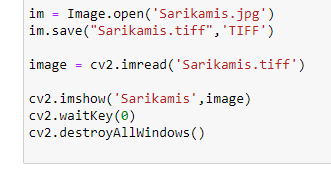 im = Image.open('Sarikamis.jpg')
im.save("Sarikamis.tiff",'TIFF')
image = cv2.imread('Sarikamis.tiff')
cv2.imshow('Sarikamis',image)
cv2.waitKey(0)
cv2.destroyAllWindows()